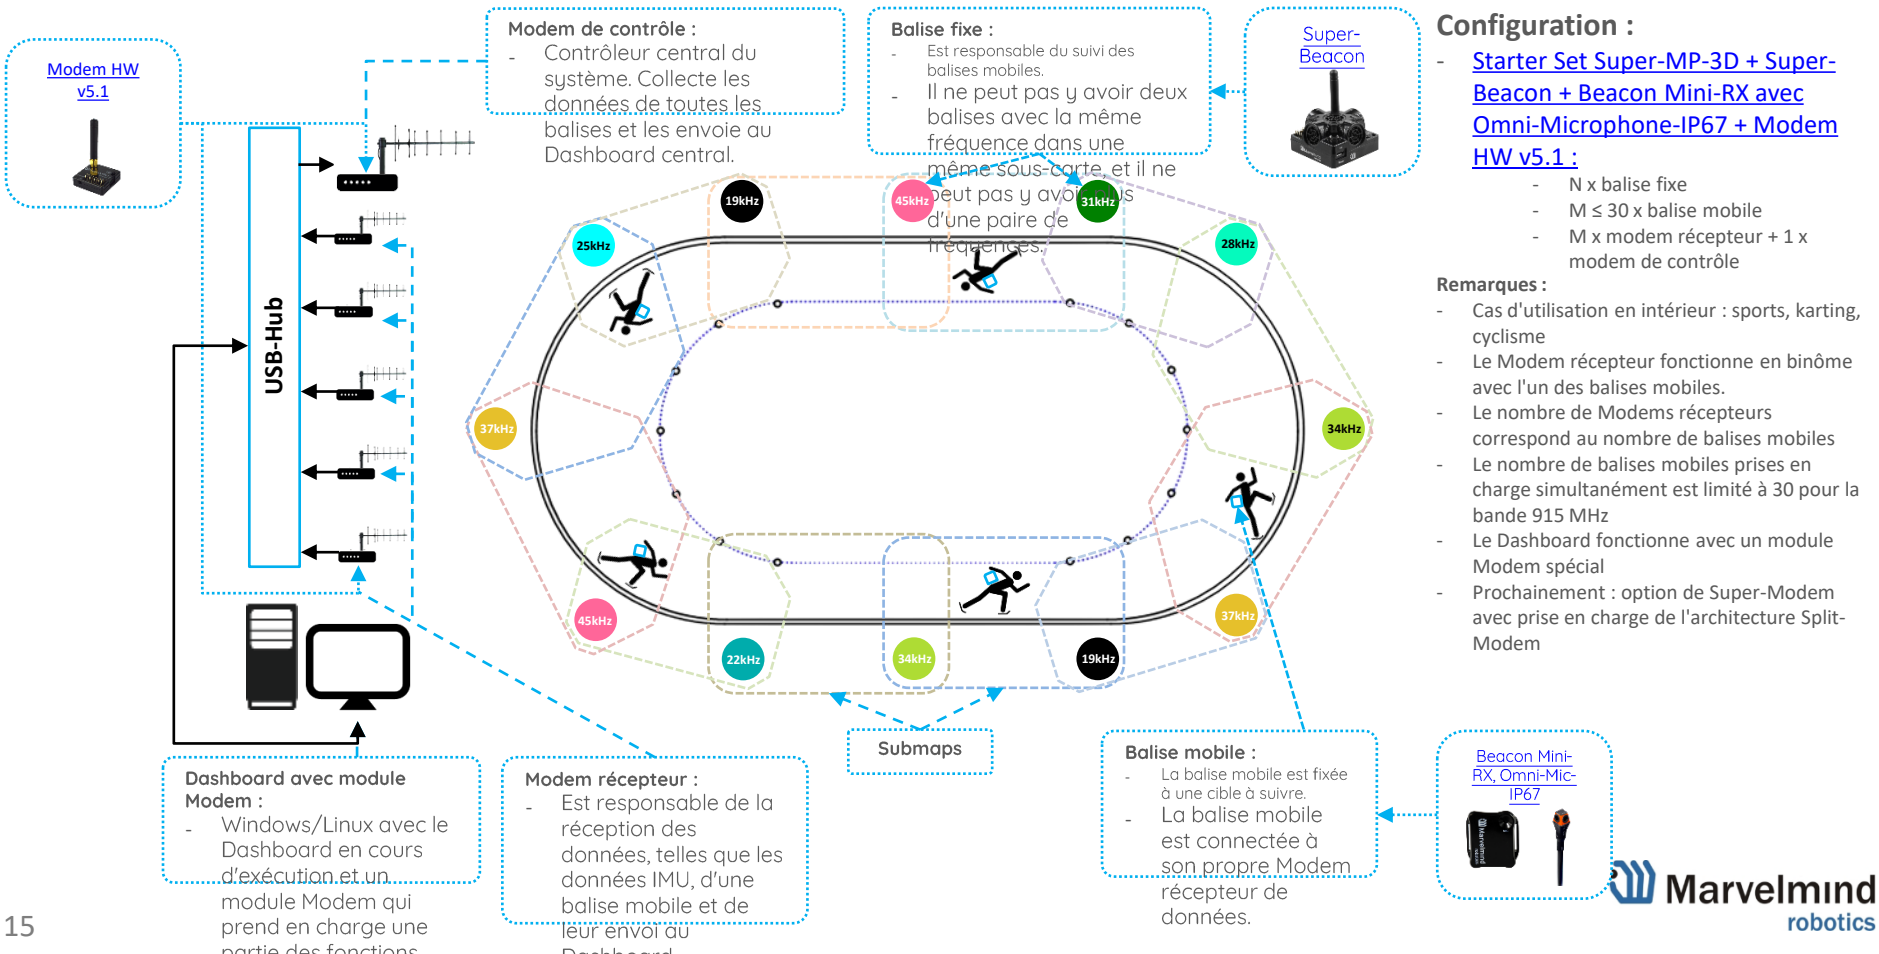 Modem HW
v5.1
Modem de contrôle :
- Contrôleur central du
système. Collecte les
données de toutes les
balises et les envoie au
Dashboard central.
Balise fixe :
- Est responsable du suivi des
balises mobiles.
- Il ne peut pas y avoir deux
balises avec la même
fréquence dans une
même sous-carte, et il ne
peut pas y avoir plus
d'une paire de
fréquences.
Super-
Beacon
Configuration :
- Starter Set Super-MP-3D + Super-
Beacon + Beacon Mini-RX avec
Omni-Microphone-IP67 + Modem
HW v5.1 :
- N x balise fixe
- M ≤ 30 x balise mobile
- M x modem récepteur + 1 x
modem de contrôle
Remarques :
- Cas d'utilisation en intérieur : sports, karting,
cyclisme
- Le Modem récepteur fonctionne en binôme
avec l'un des balises mobiles.
- Le nombre de Modems récepteurs
correspond au nombre de balises mobiles
- Le nombre de balises mobiles prises en
charge simultanément est limité à 30 pour la
bande 915 MHz
- Le Dashboard fonctionne avec un module
Modem spécial
- Prochainement : option de Super-Modem
avec prise en charge de l'architecture Split-
Modem
USB-Hub
19kHz
45kHz
31kHz
25kHz
28kHz
37kHz
34kHz
45kHz
37kHz
22kHz
34kHz
19kHz
Submaps
Dashboard avec module
Modem :
- Windows/Linux avec le
Dashboard en cours
d'exécution et un
module Modem qui
prend en charge une
partie des fonctions
Modem récepteur :
- Est responsable de la
réception des
données, telles que les
données IMU, d'une
balise mobile et de
leur envoi au
Dashboard
Balise mobile :
- La balise mobile est fixée
à une cible à suivre.
- La balise mobile
est connectée à
son propre Modem
récepteur de
données.
Beacon Mini-
RX, Omni-Mic-
IP67
Marvelmind
robotics
15